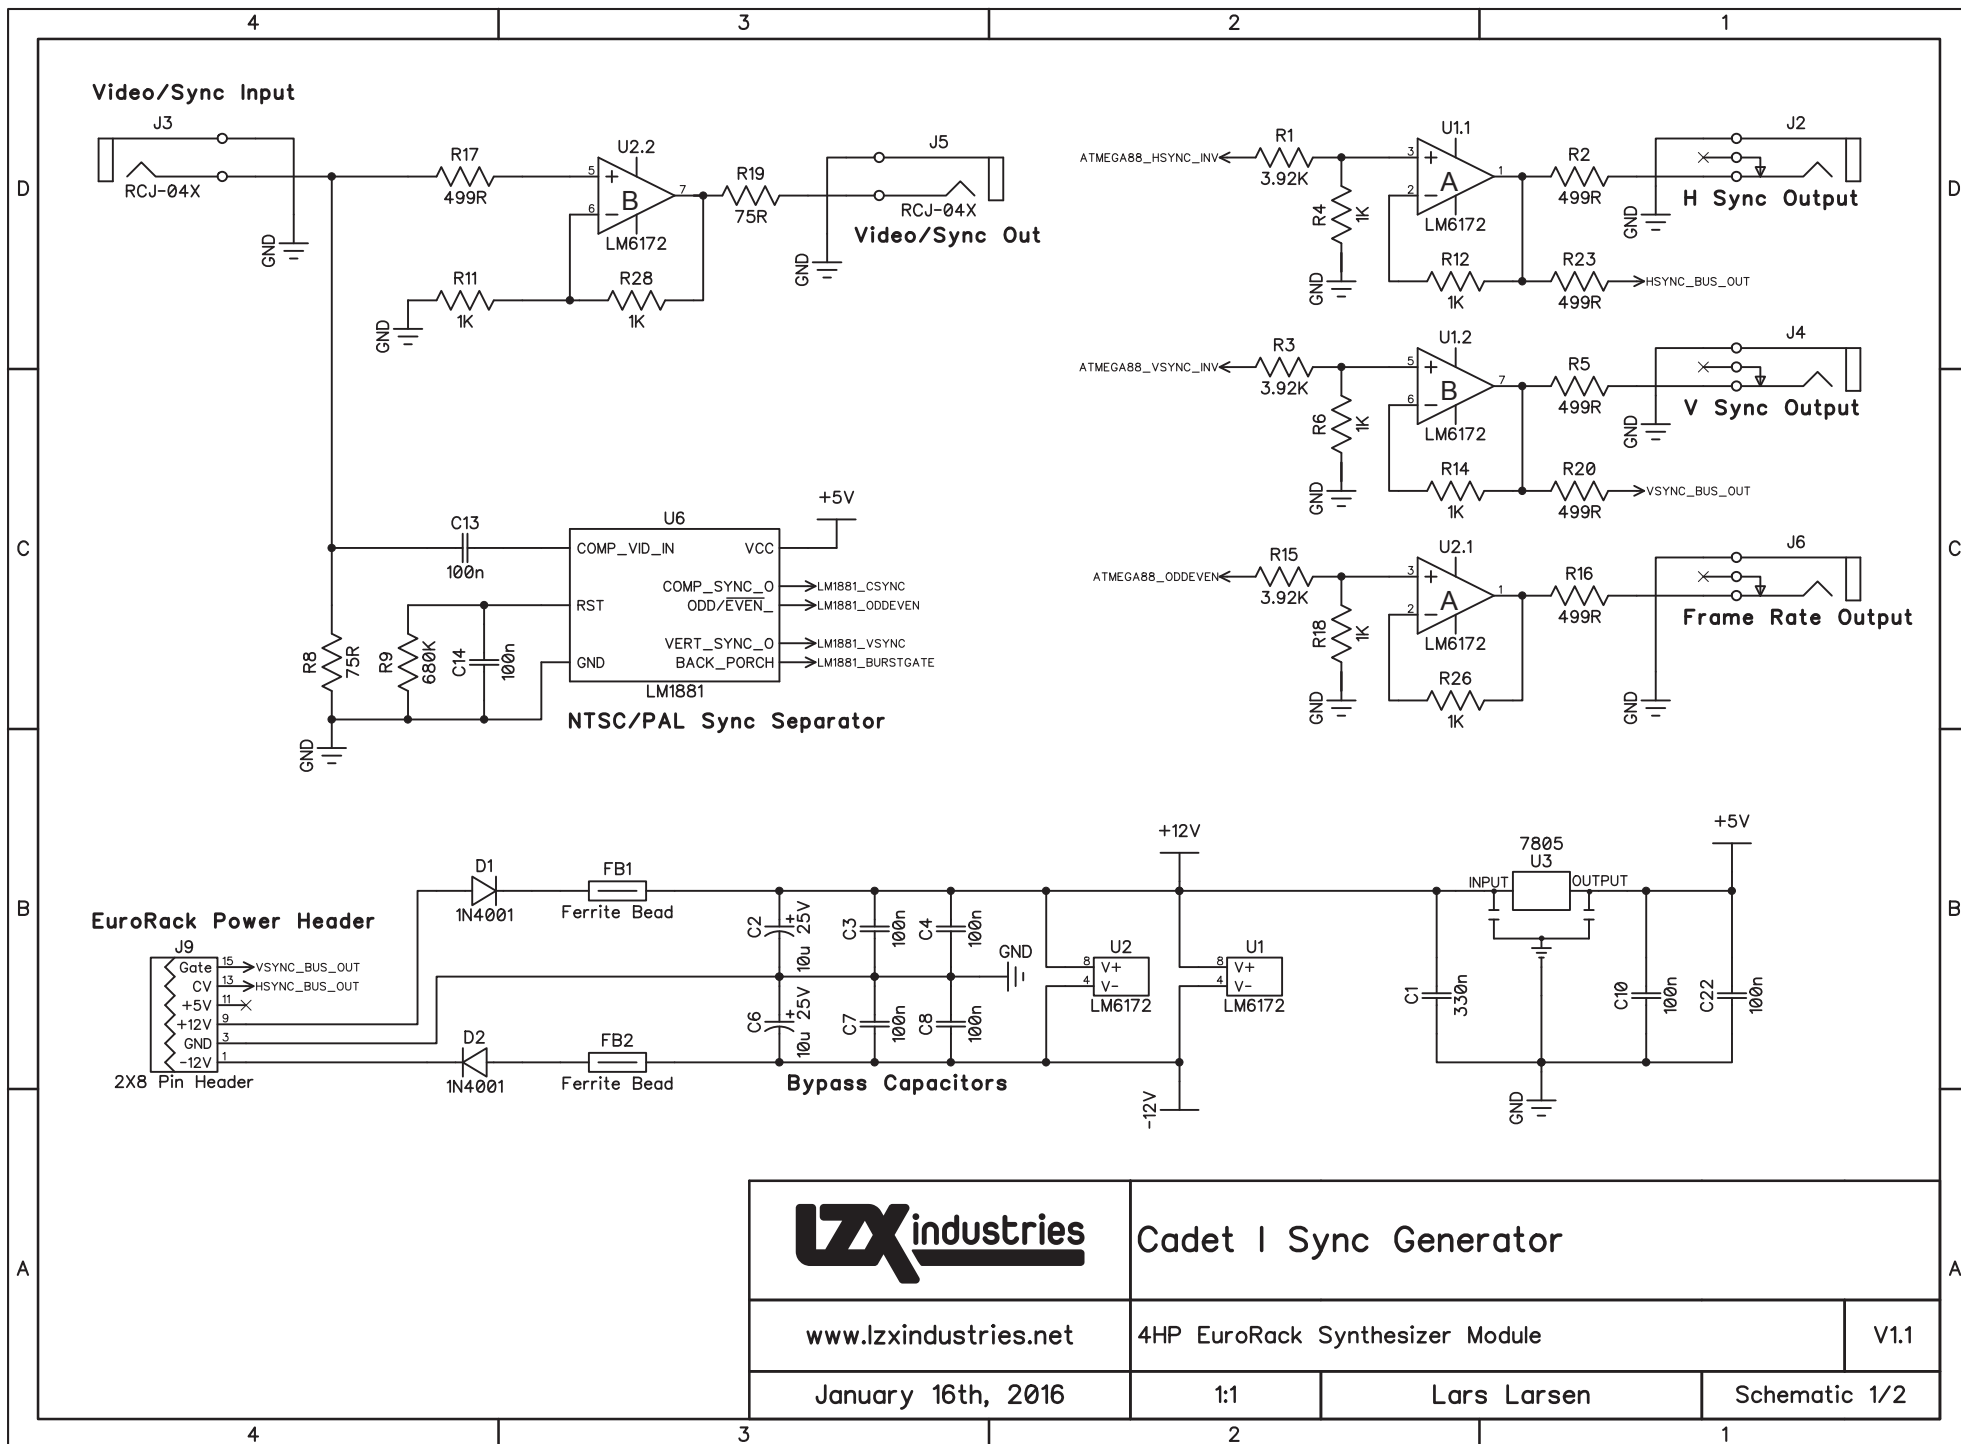 4 3 2 1
D D
C C
B B
A A
Video/Sync Input
J3
RCJ-04X
GND
R17
499R
U2.2
5
6
7
B
LM6172
R19
75R
J5
RCJ-04X
Video/Sync Out
GND
R11
1K
GND
R28
1K
ATMEGA88_HSYNC_INV
R1
3.92K
R4
1K
GND
U1.1
3
2
1
A
LM6172
R12
1K
R2
499R
R23
499R
HSYNC_BUS_OUT
J2
H Sync Output
GND
ATMEGA88_VSYNC_INV
R3
3.92K
R6
1K
GND
U1.2
5
6
7
B
LM6172
R14
1K
R5
499R
R20
499R
VSYNC_BUS_OUT
J4
V Sync Output
GND
ATMEGA88_ODDEVEN
R15
3.92K
R18
1K
GND
U2.1
3
2
1
A
LM6172
R26
1K
R16
499R
J6
Frame Rate Output
GND
C13
100n
U6
COMP_VID_IN
VCC
+5V
COMP_SYNC_O
LM1881_CSYNC
RST
ODD/EVEN_
LM1881_ODDEVEN
VERT_SYNC_O
LM1881_VSYNC
GND
BACK_PORCH
LM1881_BURSTGATE
LM1881
NTSC/PAL Sync Separator
R8
75R
R9
680K
C14
100n
GND
EuroRack Power Header
J9
Gate 15 VSYNC_BUS_OUT
CV 13 HSYNC_BUS_OUT
+5V 11
+12V 9
GND 3
-12V 1
2X8 Pin Header
D1
1N4001
FB1
Ferrite Bead
D2
1N4001
FB2
Ferrite Bead
C2
+
10u 25V
C3
100n
C4
100n
GND
C6
+
10u 25V
C7
100n
C8
100n
Bypass Capacitors
+12V
U2
8 V+
4 V-
LM6172
U1
8 V+
4 V-
LM6172
-12V
7805
U3
INPUT
OUTPUT
+5V
C1
330n
C10
100n
C22
100n
GND
LZX industries
Cadet I Sync Generator
www.lzxindustries.net
4HP EuroRack Synthesizer Module
V1.1
January 16th, 2016
1:1
Lars Larsen
Schematic 1/2
4 3 2 1